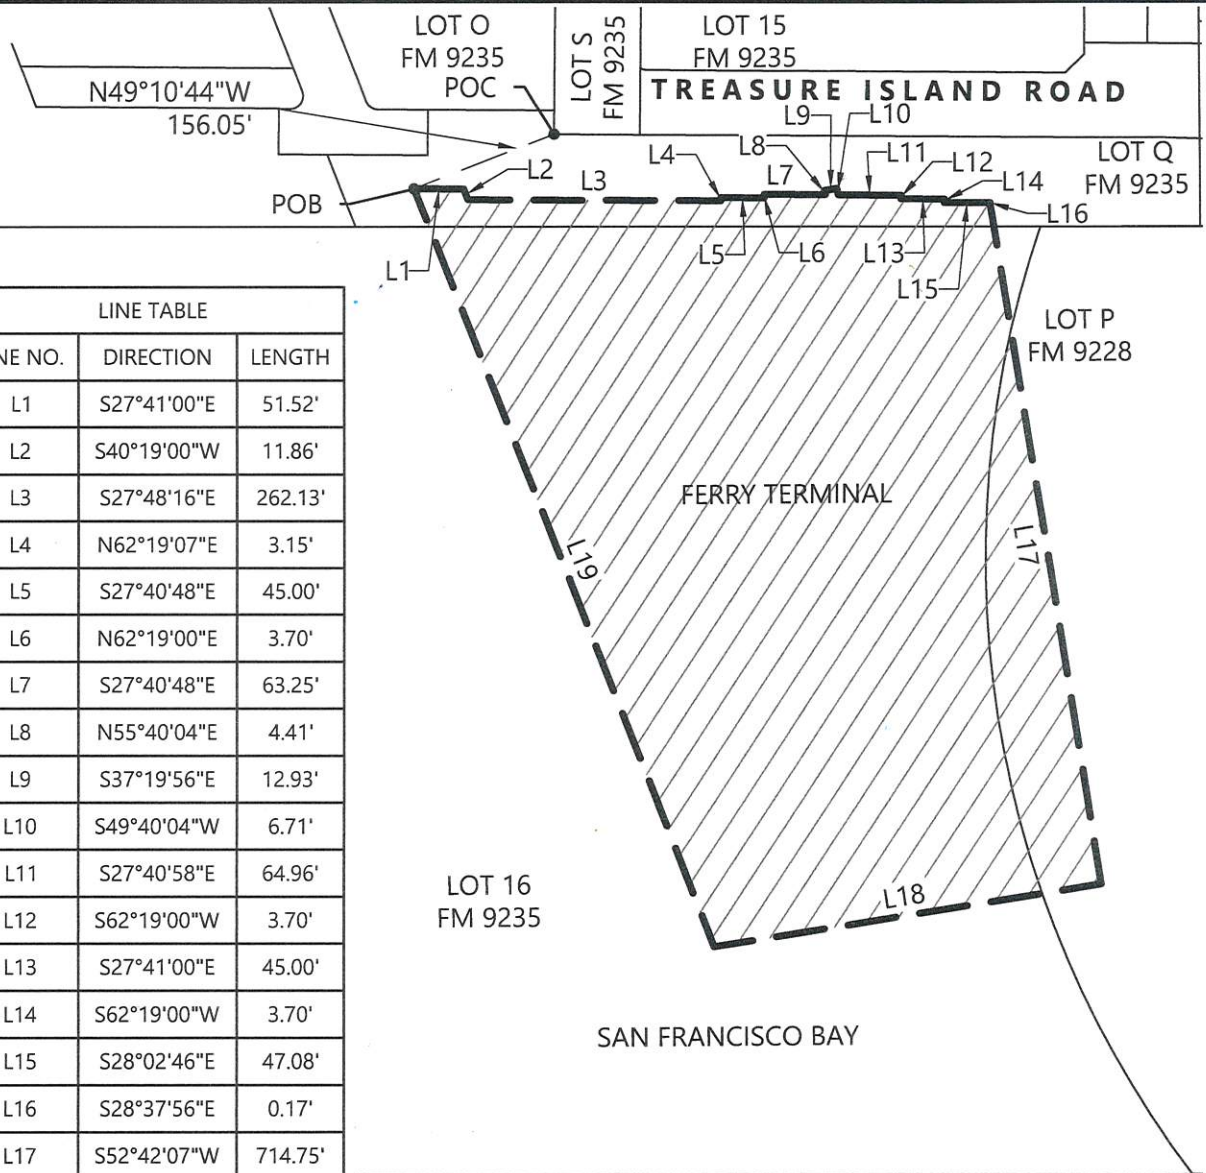 LOT O
FM 9235
LOT S
FM 9235
LOT 15
FM 9235
POC
N49°10'44"W
156.05'
TREASURE ISLAND ROAD
L9
L10
L8
L7
L11
L12
L4
L2
L3
L14
LOT Q
FM 9235
POB
L16
L5
L6
L13
L1
L15
LOT P
FM 9228
FERRY TERMINAL
L17
L19
L18
LOT 16
FM 9235
SAN FRANCISCO BAY
LINE TABLE
NE NO. DIRECTION LENGTH
L1 S27°41'00"E 51.52'
L2 S40°19'00"W 11.86'
L3 S27°48'16"E 262.13'
L4 N62°19'07"E 3.15'
L5 S27°40'48"E 45.00'
L6 N62°19'00"E 3.70'
L7 S27°40'48"E 63.25'
L8 N55°40'04"E 4.41'
L9 S37°19'56"E 12.93'
L10 S49°40'04"W 6.71'
L11 S27°40'58"E 64.96'
L12 S62°19'00"W 3.70'
L13 S27°41'00"E 45.00'
L14 S62°19'00"W 3.70'
L15 S28°02'46"E 47.08'
L16 S28°37'56"E 0.17'
L17 S52°42'07"W 714.75'